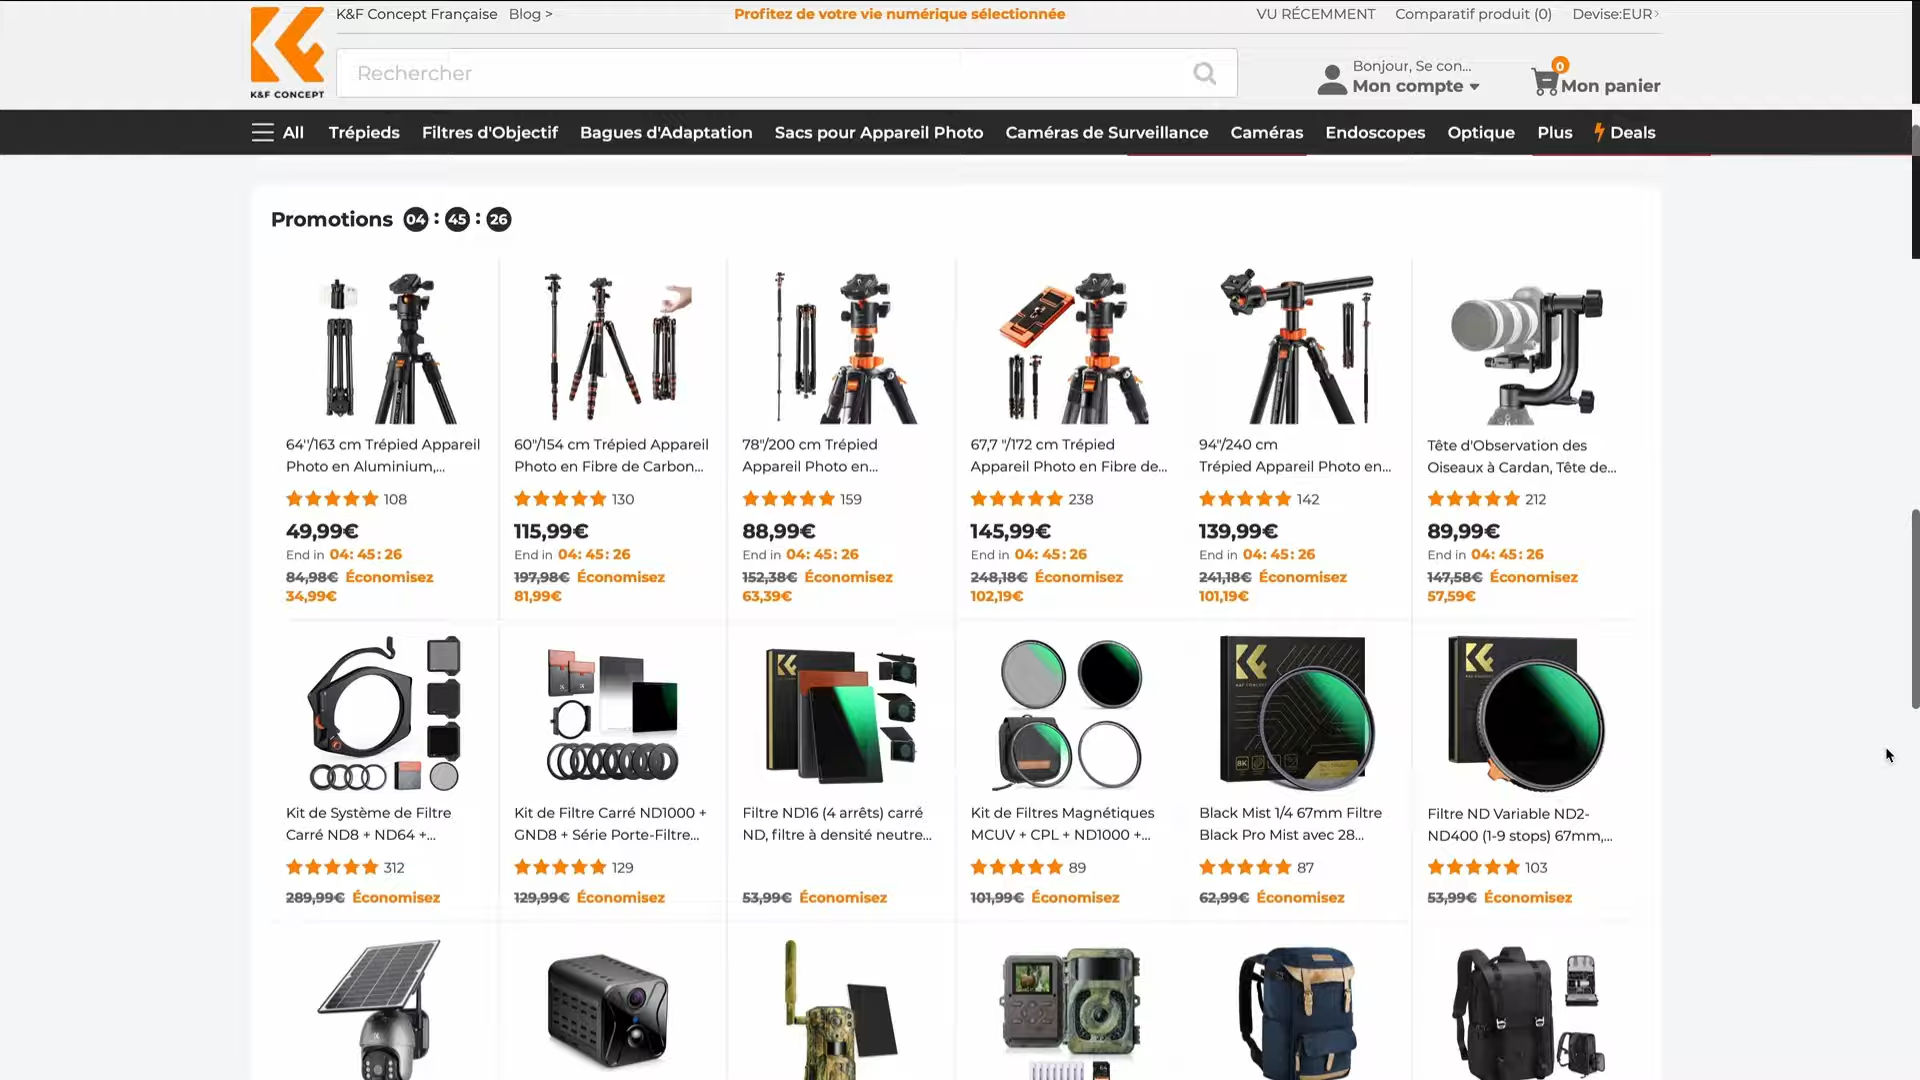 K&F Concept Française Blog > Profitez de votre vie numérique sélectionnée VU RÉCEMMENT Comparatif produit (0) Devise:EUR>
K&F CONCEPT
Rechercher
Bonjour, Se con...
Mon compte
0
Mon panier
All Trépieds Filtres d'Objectif Bagues d'Adaptation Sacs pour Appareil Photo Caméras de Surveillance Caméras Endoscopes Optique Plus Deals
Promotions 04 : 45 : 26
64''/163 cm Trépied Appareil
Photo en Aluminium,...
108
49,99€
End in 04: 45: 26
84,98€ Économisez
34,99€
60"/154 cm Trépied Appareil
Photo en Fibre de Carbon...
130
115,99€
End in 04: 45: 26
197,98€ Économisez
81,99€
78"/200 cm Trépied
Appareil Photo en...
159
88,99€
End in 04: 45: 26
152,38€ Économisez
63,39€
67,7 "/172 cm Trépied
Appareil Photo en Fibre de...
238
145,99€
End in 04: 45: 26
248,18€ Économisez
102,19€
94"/240 cm
Trépied Appareil Photo en...
142
139,99€
End in 04: 45: 26
241,18€ Économisez
101,19€
Tête d'Observation des
Oiseaux à Cardan, Tête de...
212
89,99€
End in 04: 45: 26
147,58€ Économisez
57,59€
Kit de Système de Filtre
Carré ND8 + ND64 +...
312
289,99€ Économisez
Kit de Filtre Carré ND1000 +
GND8 + Série Porte-Filtre...
129
129,99€ Économisez
Filtre ND16 (4 arrêts) carré
ND, filtre à densité neutre...
53,99€ Économisez
Kit de Filtres Magnétiques
MCUV + CPL + ND1000 +...
89
101,99€ Économisez
8K
Black Mist 1/4 67mm Filtre
Black Pro Mist avec 28...
87
62,99€ Économisez
Filtre ND Variable ND2-
ND400 (1-9 stops) 67mm,...
103
53,99€ Économisez